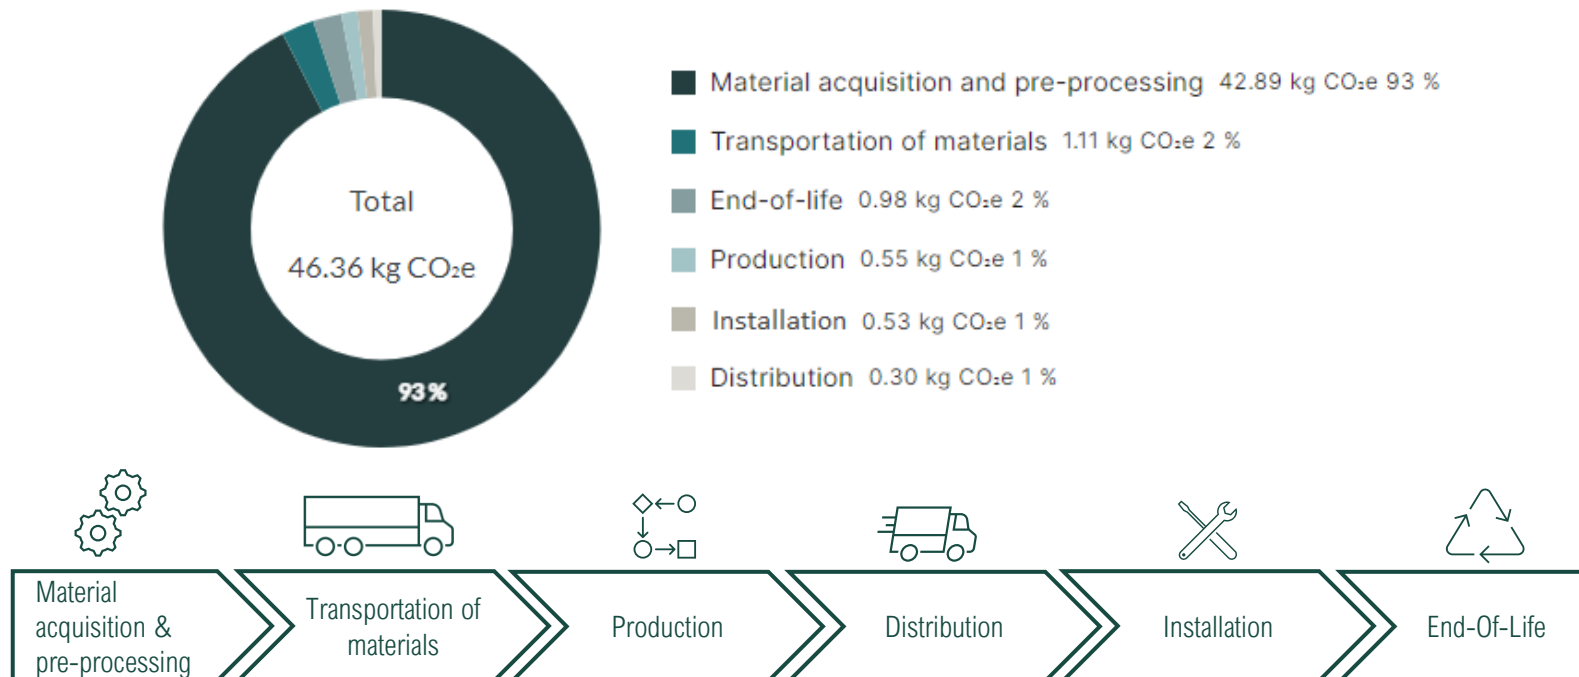 Total
46.36 kg CO₂e
93%
Material acquisition and pre-processing 42.89 kg CO₂e 93 %
Transportation of materials 1.11 kg CO₂e 2 %
End-of-life 0.98 kg CO₂e 2 %
Production 0.55 kg CO₂e 1 %
Installation 0.53 kg CO₂e 1 %
Distribution 0.30 kg CO₂e 1 %
Material
acquisition &
pre-processing
Transportation of
materials
Production
Distribution
Installation
End-Of-Life